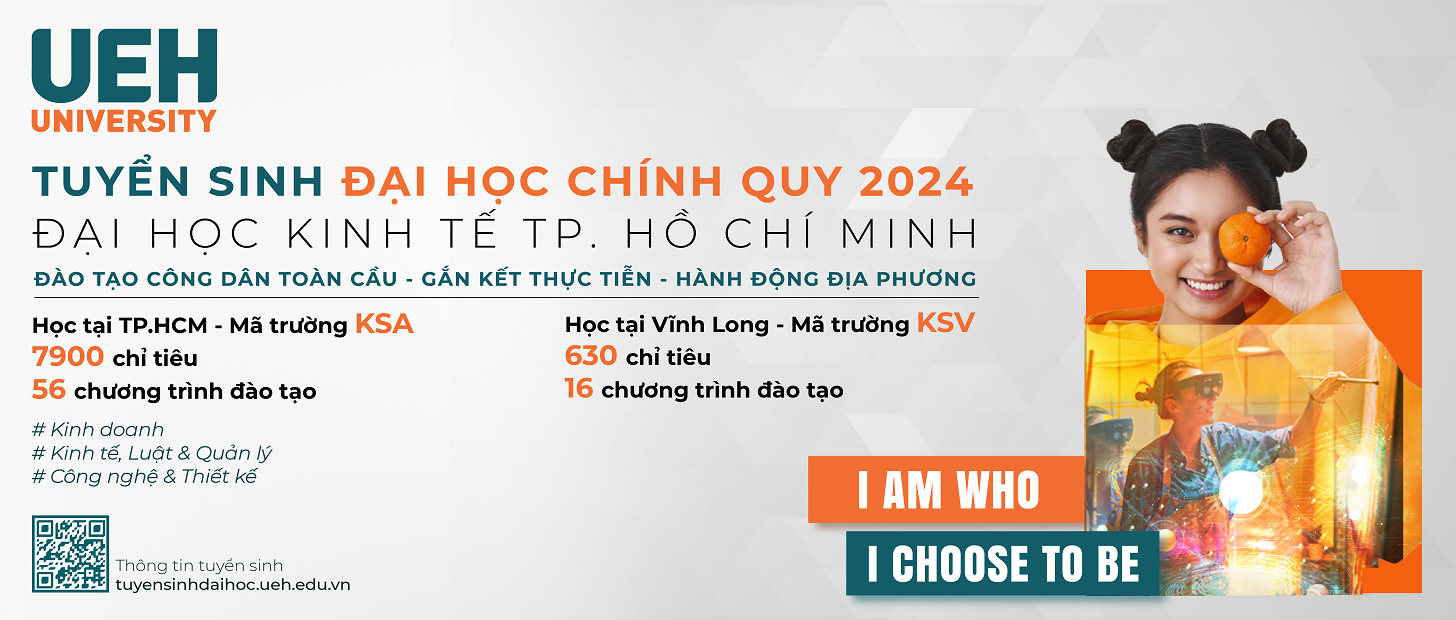 UEH
UNIVERSITY
TUYỂN SINH ĐẠI HỌC CHÍNH QUY 2024
ĐẠI HỌC KINH TẾ TP. HỒ CHÍ MINH
ĐÀO TẠO CÔNG DÂN TOÀN CẦU - GẮN KẾT THỰC TIỄN - HÀNH ĐỘNG ĐỊA PHƯƠNG
Học tại TP.HCM - Mã trường KSA
7900 chỉ tiêu
56 chương trình đào tạo
Học tại Vĩnh Long - Mã trường KSV
630 chỉ tiêu
16 chương trình đào tạo
# Kinh doanh
# Kinh tế, Luật & Quản lý
# Công nghệ & Thiết kế
Thông tin tuyển sinh
tuyensinhdaihoc.ueh.edu.vn
I AM WHO
I CHOOSE TO BE